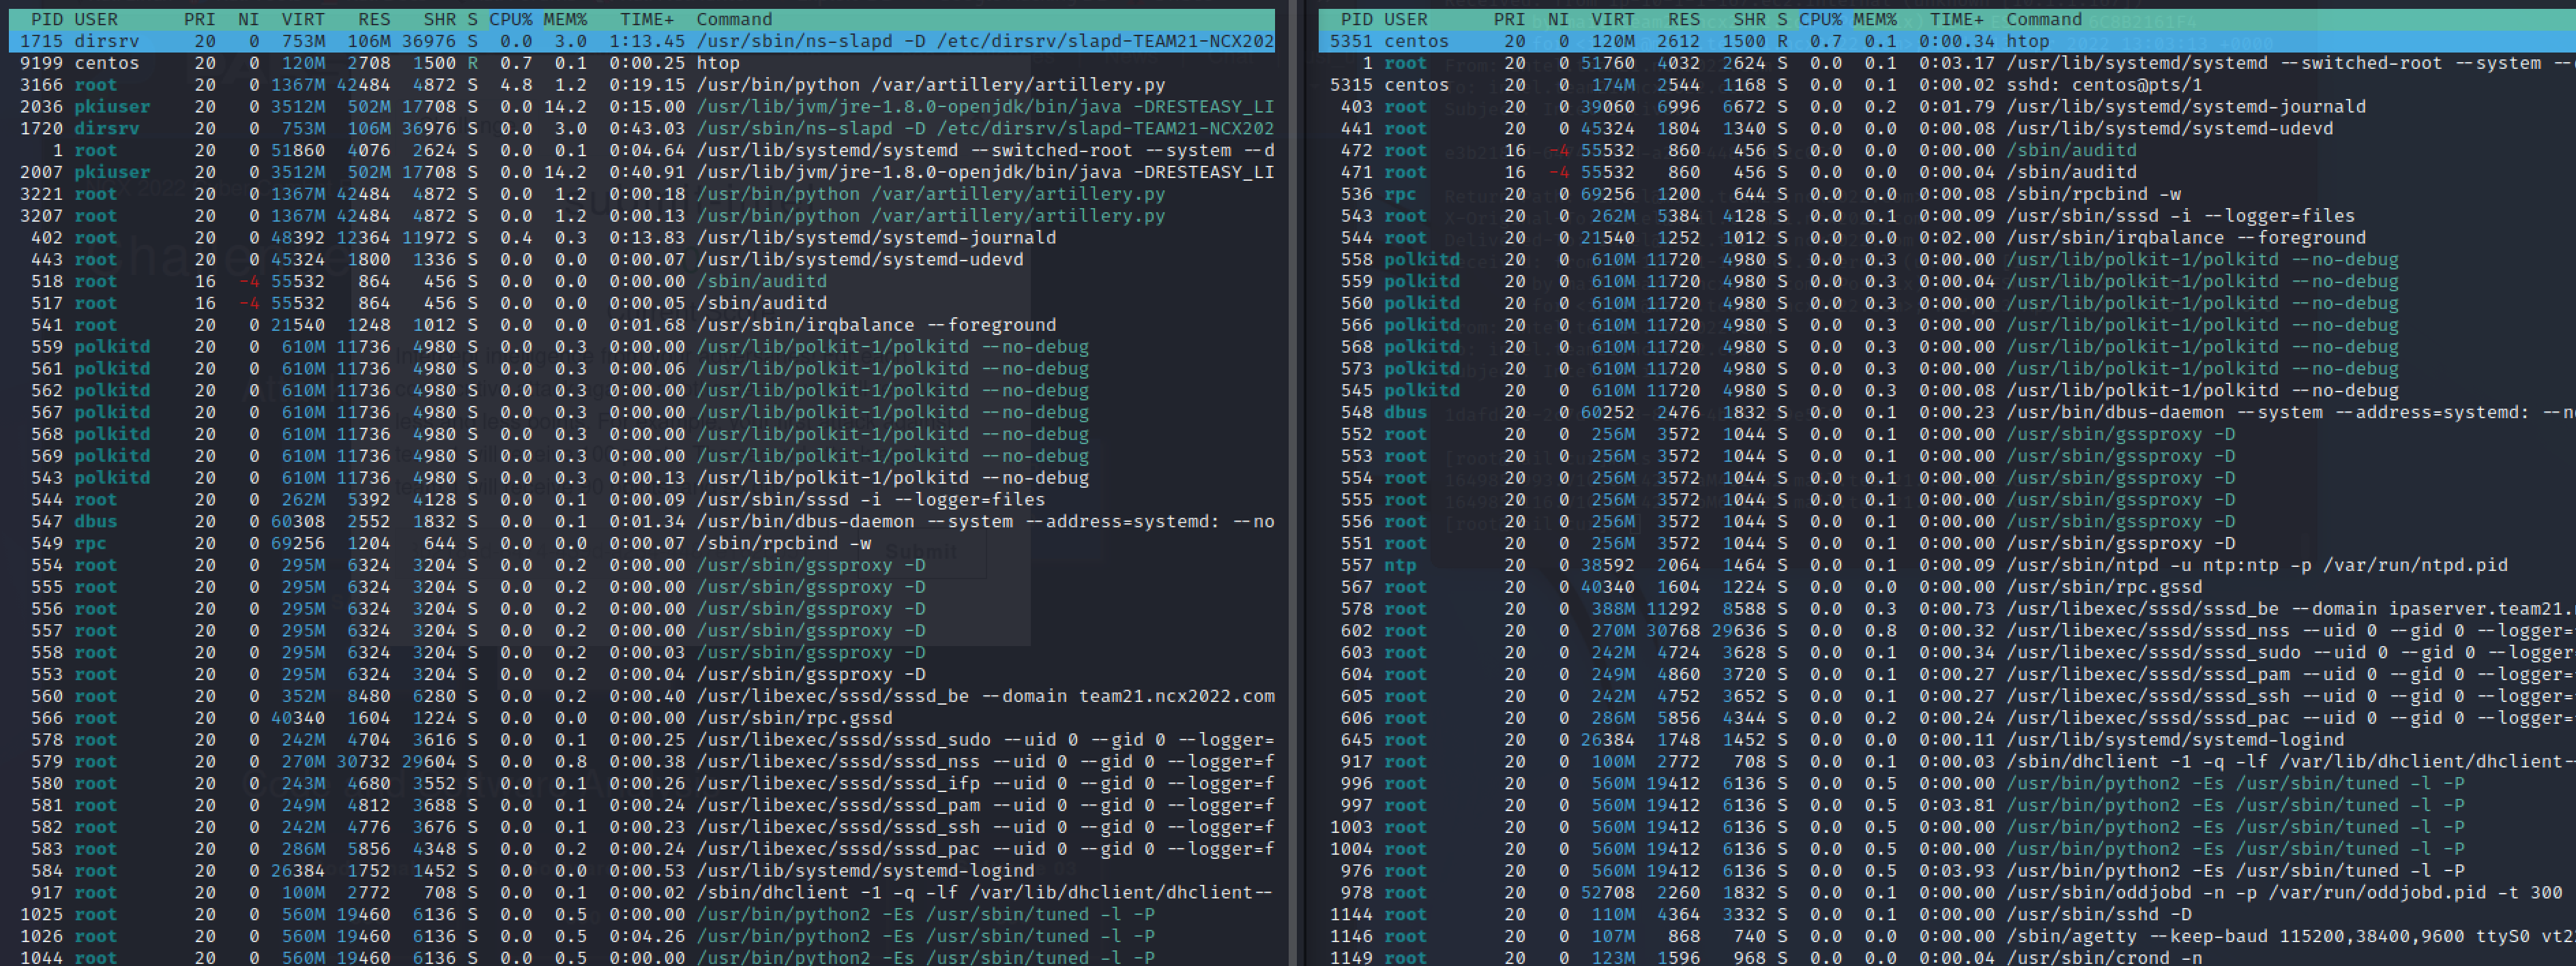 PID USER PRI NI VIRT RES SHR S CPU% MEM% TIME+ Command
1715 dirsrv 20 0 753M 106M 36976 S 0.0 3.0 1:13.45 /usr/sbin/ns-slapd -D /etc/dirsrv/slapd-TEAM21-NCX202
9199 centos 20 0 120M 2708 1500 R 0.7 0.1 0:00.25 htop
3166 root 20 0 1367M 42484 4872 S 4.8 1.2 0:19.15 /usr/bin/python /var/artillery/artillery.py
2036 pkiuser 20 0 3512M 502M 17708 S 0.0 14.2 0:15.00 /usr/lib/jvm/jre-1.8.0-openjdk/bin/java -DRESTEASY_LI
1720 dirsrv 20 0 753M 106M 36976 S 0.0 3.0 0:43.03 /usr/sbin/ns-slapd -D /etc/dirsrv/slapd-TEAM21-NCX202
1 root 20 0 51860 4076 2624 S 0.0 0.1 0:04.64 /usr/lib/systemd/systemd --switched-root --system --d
2007 pkiuser 20 0 3512M 502M 17708 S 0.0 14.2 0:40.91 /usr/lib/jvm/jre-1.8.0-openjdk/bin/java -DRESTEASY_LI
3221 root 20 0 1367M 42484 4872 S 0.0 1.2 0:00.18 /usr/bin/python /var/artillery/artillery.py
3207 root 20 0 1367M 42484 4872 S 0.0 1.2 0:00.13 /usr/bin/python /var/artillery/artillery.py
402 root 20 0 48392 12364 11972 S 0.4 0.3 0:13.83 /usr/lib/systemd/systemd-journald
443 root 20 0 45324 1800 1336 S 0.0 0.0 0:00.07 /usr/lib/systemd/systemd-udevd
518 root 16 -4 55532 864 456 S 0.0 0.0 0:00.00 /sbin/auditd
517 root 16 -4 55532 864 456 S 0.0 0.0 0:00.05 /sbin/auditd
541 root 20 0 21540 1248 1012 S 0.0 0.0 0:01.68 /usr/sbin/irqbalance --foreground
559 polkitd 20 0 610M 11736 4980 S 0.0 0.3 0:00.00 /usr/lib/polkit-1/polkitd --no-debug
561 polkitd 20 0 610M 11736 4980 S 0.0 0.3 0:00.06 /usr/lib/polkit-1/polkitd --no-debug
562 polkitd 20 0 610M 11736 4980 S 0.0 0.3 0:00.00 /usr/lib/polkit-1/polkitd --no-debug
567 polkitd 20 0 610M 11736 4980 S 0.0 0.3 0:00.00 /usr/lib/polkit-1/polkitd --no-debug
568 polkitd 20 0 610M 11736 4980 S 0.0 0.3 0:00.00 /usr/lib/polkit-1/polkitd --no-debug
569 polkitd 20 0 610M 11736 4980 S 0.0 0.3 0:00.00 /usr/lib/polkit-1/polkitd --no-debug
543 polkitd 20 0 610M 11736 4980 S 0.0 0.3 0:00.13 /usr/lib/polkit-1/polkitd --no-debug
544 root 20 0 262M 5392 4128 S 0.0 0.1 0:00.09 /usr/sbin/sssd -i --logger=files
547 dbus 20 0 60308 2552 1832 S 0.0 0.1 0:01.34 /usr/bin/dbus-daemon --system --address=systemd: --no
549 rpc 20 0 69256 1204 644 S 0.0 0.0 0:00.07 /sbin/rpcbind -w
554 root 20 0 295M 6324 3204 S 0.0 0.2 0:00.00 /usr/sbin/gssproxy -D
555 root 20 0 295M 6324 3204 S 0.0 0.2 0:00.00 /usr/sbin/gssproxy -D
556 root 20 0 295M 6324 3204 S 0.0 0.2 0:00.00 /usr/sbin/gssproxy -D
557 root 20 0 295M 6324 3204 S 0.0 0.2 0:00.00 /usr/sbin/gssproxy -D
558 root 20 0 295M 6324 3204 S 0.0 0.2 0:00.03 /usr/sbin/gssproxy -D
553 root 20 0 295M 6324 3204 S 0.0 0.2 0:00.04 /usr/sbin/gssproxy -D
560 root 20 0 352M 8480 6280 S 0.0 0.2 0:00.40 /usr/libexec/sssd/sssd_be --domain team21.ncx2022.com
566 root 20 0 40340 1604 1224 S 0.0 0.0 0:00.00 /usr/sbin/rpc.gssd
578 root 20 0 242M 4704 3616 S 0.0 0.1 0:00.25 /usr/libexec/sssd/sssd_sudo --uid 0 --gid 0 --logger=
579 root 20 0 270M 30732 29604 S 0.0 0.8 0:00.38 /usr/libexec/sssd/sssd_nss --uid 0 --gid 0 --logger=f
580 root 20 0 243M 4680 3552 S 0.0 0.1 0:00.26 /usr/libexec/sssd/sssd_ifp --uid 0 --gid 0 --logger=f
581 root 20 0 249M 4812 3688 S 0.0 0.1 0:00.24 /usr/libexec/sssd/sssd_pam --uid 0 --gid 0 --logger=f
582 root 20 0 242M 4776 3676 S 0.0 0.1 0:00.23 /usr/libexec/sssd/sssd_ssh --uid 0 --gid 0 --logger=f
583 root 20 0 286M 5856 4348 S 0.0 0.2 0:00.24 /usr/libexec/sssd/sssd_pac --uid 0 --gid 0 --logger=f
584 root 20 0 26384 1752 1452 S 0.0 0.0 0:00.53 /usr/lib/systemd/systemd-logind
917 root 20 0 100M 2772 708 S 0.0 0.1 0:00.02 /sbin/dhclient -1 -q -lf /var/lib/dhclient/dhclient--
1025 root 20 0 560M 19460 6136 S 0.0 0.5 0:00.00 /usr/bin/python2 -Es /usr/sbin/tuned -l -P
1026 root 20 0 560M 19460 6136 S 0.0 0.5 0:04.26 /usr/bin/python2 -Es /usr/sbin/tuned -l -P
1044 root 20 0 560M 19460 6136 S 0.0 0.5 0:00.00 /usr/bin/python2 -Es /usr/sbin/tuned -l -P
PID USER PRI NI VIRT RES SHR S CPU% MEM% TIME+ Command
5351 centos 20 0 120M 2612 1500 R 0.7 0.1 0:00.34 htop
1 root 20 0 51760 4032 2624 S 0.0 0.1 0:03.17 /usr/lib/systemd/systemd --switched-root --system --
5315 centos 20 0 174M 2544 1168 S 0.0 0.1 0:00.02 sshd: centos@pts/1
403 root 20 0 39060 6996 6672 S 0.0 0.2 0:01.79 /usr/lib/systemd/systemd-journald
441 root 20 0 45324 1804 1340 S 0.0 0.0 0:00.08 /usr/lib/systemd/systemd-udevd
472 root 16 -4 55532 860 456 S 0.0 0.0 0:00.00 /sbin/auditd
471 root 16 -4 55532 860 456 S 0.0 0.0 0:00.04 /sbin/auditd
536 rpc 20 0 69256 1200 644 S 0.0 0.0 0:00.08 /sbin/rpcbind -w
543 root 20 0 262M 5384 4128 S 0.0 0.1 0:00.09 /usr/sbin/sssd -i --logger=files
544 root 20 0 21540 1252 1012 S 0.0 0.0 0:02.00 /usr/sbin/irqbalance --foreground
558 polkitd 20 0 610M 11720 4980 S 0.0 0.3 0:00.00 /usr/lib/polkit-1/polkitd --no-debug
559 polkitd 20 0 610M 11720 4980 S 0.0 0.3 0:00.04 /usr/lib/polkit-1/polkitd --no-debug
560 polkitd 20 0 610M 11720 4980 S 0.0 0.3 0:00.00 /usr/lib/polkit-1/polkitd --no-debug
566 polkitd 20 0 610M 11720 4980 S 0.0 0.3 0:00.00 /usr/lib/polkit-1/polkitd --no-debug
568 polkitd 20 0 610M 11720 4980 S 0.0 0.3 0:00.00 /usr/lib/polkit-1/polkitd --no-debug
573 polkitd 20 0 610M 11720 4980 S 0.0 0.3 0:00.00 /usr/lib/polkit-1/polkitd --no-debug
545 polkitd 20 0 610M 11720 4980 S 0.0 0.3 0:00.08 /usr/lib/polkit-1/polkitd --no-debug
548 dbus 20 0 60252 2476 1832 S 0.0 0.1 0:00.23 /usr/bin/dbus-daemon --system --address=systemd: --n
552 root 20 0 256M 3572 1044 S 0.0 0.1 0:00.00 /usr/sbin/gssproxy -D
553 root 20 0 256M 3572 1044 S 0.0 0.1 0:00.00 /usr/sbin/gssproxy -D
554 root 20 0 256M 3572 1044 S 0.0 0.1 0:00.00 /usr/sbin/gssproxy -D
555 root 20 0 256M 3572 1044 S 0.0 0.1 0:00.00 /usr/sbin/gssproxy -D
556 root 20 0 256M 3572 1044 S 0.0 0.1 0:00.00 /usr/sbin/gssproxy -D
551 root 20 0 256M 3572 1044 S 0.0 0.1 0:00.00 /usr/sbin/gssproxy -D
557 ntp 20 0 38592 2064 1464 S 0.0 0.1 0:00.09 /usr/sbin/ntpd -u ntp:ntp -p /var/run/ntpd.pid
567 root 20 0 40340 1604 1224 S 0.0 0.0 0:00.00 /usr/sbin/rpc.gssd
578 root 20 0 388M 11292 8588 S 0.0 0.3 0:00.73 /usr/libexec/sssd/sssd_be --domain ipaserver.team21.
602 root 20 0 270M 30768 29636 S 0.0 0.8 0:00.32 /usr/libexec/sssd/sssd_nss --uid 0 --gid 0 --logger=
603 root 20 0 242M 4724 3628 S 0.0 0.1 0:00.34 /usr/libexec/sssd/sssd_sudo --uid 0 --gid 0 --logger
604 root 20 0 249M 4860 3720 S 0.0 0.1 0:00.27 /usr/libexec/sssd/sssd_pam --uid 0 --gid 0 --logger=
605 root 20 0 242M 4752 3652 S 0.0 0.1 0:00.27 /usr/libexec/sssd/sssd_ssh --uid 0 --gid 0 --logger=
606 root 20 0 286M 5856 4344 S 0.0 0.2 0:00.24 /usr/libexec/sssd/sssd_pac --uid 0 --gid 0 --logger=
645 root 20 0 26384 1748 1452 S 0.0 0.0 0:00.11 /usr/lib/systemd/systemd-logind
917 root 20 0 100M 2772 708 S 0.0 0.1 0:00.03 /sbin/dhclient -1 -q -lf /var/lib/dhclient/dhclient-
996 root 20 0 560M 19412 6136 S 0.0 0.5 0:00.00 /usr/bin/python2 -Es /usr/sbin/tuned -l -P
997 root 20 0 560M 19412 6136 S 0.0 0.5 0:03.81 /usr/bin/python2 -Es /usr/sbin/tuned -l -P
1003 root 20 0 560M 19412 6136 S 0.0 0.5 0:00.00 /usr/bin/python2 -Es /usr/sbin/tuned -l -P
1004 root 20 0 560M 19412 6136 S 0.0 0.5 0:00.00 /usr/bin/python2 -Es /usr/sbin/tuned -l -P
976 root 20 0 560M 19412 6136 S 0.0 0.5 0:03.93 /usr/bin/python2 -Es /usr/sbin/tuned -l -P
978 root 20 0 52708 2260 1832 S 0.0 0.1 0:00.00 /usr/sbin/oddjobd -n -p /var/run/oddjobd.pid -t 300
1144 root 20 0 110M 4364 3332 S 0.0 0.1 0:00.00 /usr/sbin/sshd -D
1146 root 20 0 107M 868 740 S 0.0 0.0 0:00.00 /sbin/agetty --keep-baud 115200,38400,9600 ttyS0 vt2
1149 root 20 0 123M 1596 968 S 0.0 0.0 0:00.04 /usr/sbin/crond -n